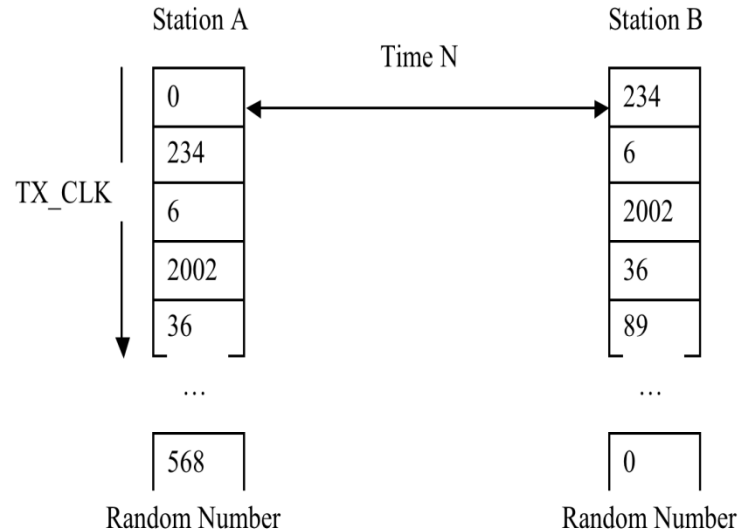 Station A
Station B
Time N
0
234
234
6
TX_CLK
6
2002
2002
36
36
89
...
...
568
0
Random Number
Random Number